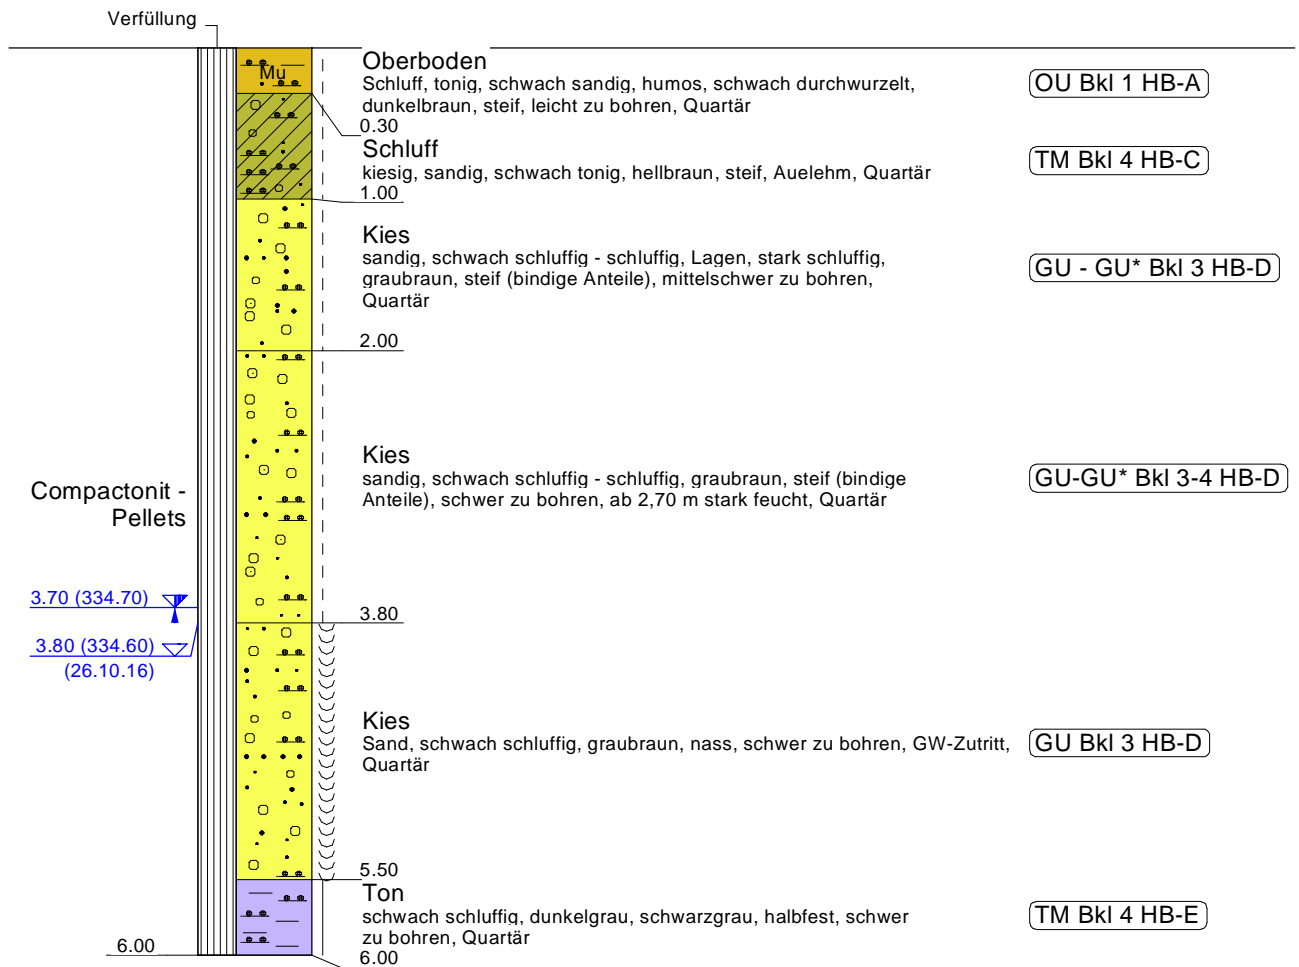 Verfüllung
Mu
Oberboden
Schluff, tonig, schwach sandig, humos, schwach durchwurzelt,
dunkelbraun, steif, leicht zu bohren, Quartär
OU Bkl 1 HB-A
0.30
Schluff
kiesig, sandig, schwach tonig, hellbraun, steif, Auelehm, Quartär
TM Bkl 4 HB-C
1.00
Kies
sandig, schwach schluffig - schluffig, Lagen, stark schluffig,
graubraun, steif (bindige Anteile), mittelschwer zu bohren,
Quartär
GU - GU* Bkl 3 HB-D
2.00
Kies
sandig, schwach schluffig - schluffig, graubraun, steif (bindige
Anteile), schwer zu bohren, ab 2,70 m stark feucht, Quartär
GU-GU* Bkl 3-4 HB-D
Compactonit -
Pellets
3.70 (334.70)
3.80
3.80 (334.60)
(26.10.16)
Kies
Sand, schwach schluffig, graubraun, nass, schwer zu bohren, GW-Zutritt,
Quartär
GU Bkl 3 HB-D
5.50
Ton
schwach schluffig, dunkelgrau, schwarzgrau, halbfest, schwer
zu bohren, Quartär
TM Bkl 4 HB-E
6.00
6.00